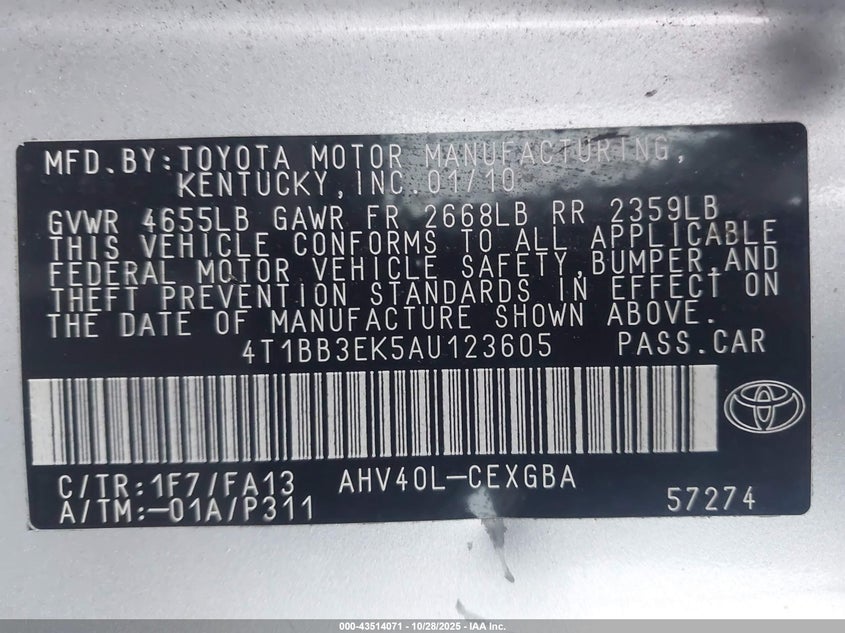 MFD.BY:TOYOTA MOTOR MANUFACTURING,
KENTUCKY,INC.01/10
GVWR 4655LB GAWR FR 2668LB RR 2359LB
THIS VEHICLE CONFORMS TO ALL APPLICABLE
FEDERAL MOTOR VEHICLE SAFETY,BUMPER,AND
THEFT PREVENTION STANDARDS IN EFFECT ON
THE DATE OF MANUFACTURE SHOWN ABOVE.
4T1BB3EK5AU123605 PASS.CAR
C/TR:1F7/FA13 AHV40L-CEXGBA
A/TM:-01A/P311 57274
000-43514071 - 10/28/2025 - IAA Inc.